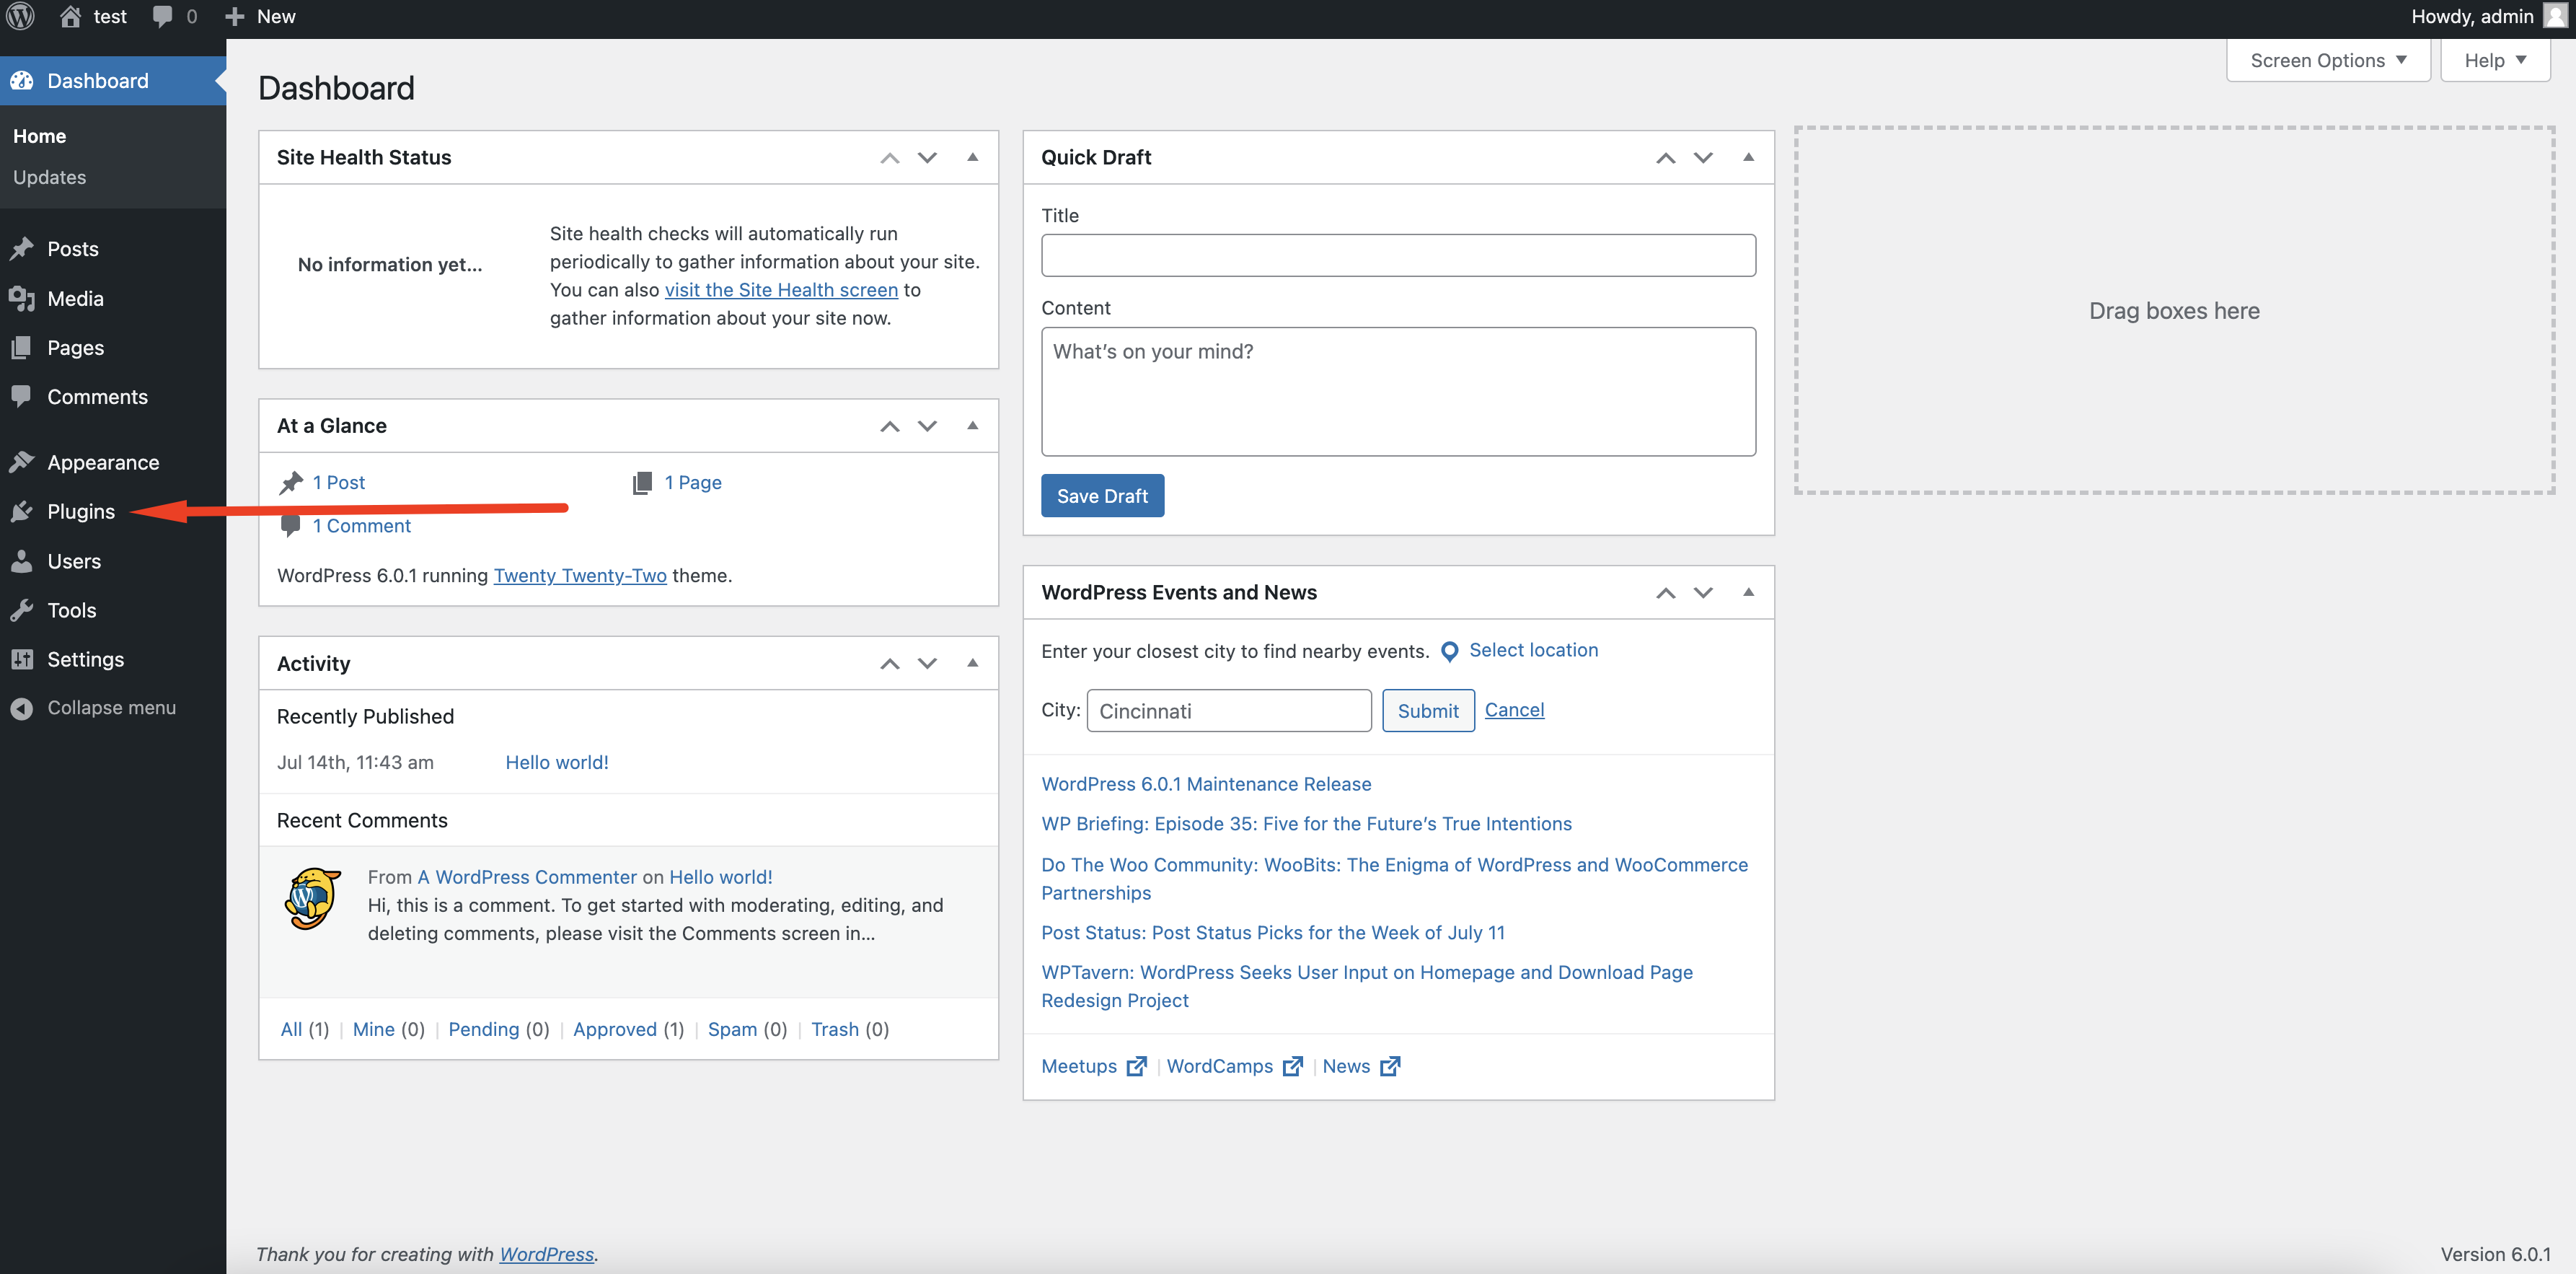 test
0
New
Howdy, admin
Dashboard
Home
Updates
Posts
Media
Pages
Comments
Appearance
Plugins
Users
Tools
Settings
Collapse menu
Screen Options
Help
Dashboard
Site Health Status
No information yet...
Site health checks will automatically run
periodically to gather information about your site.
You can also visit the Site Health screen to
gather information about your site now.
At a Glance
1 Post
1 Page
1 Comment
WordPress 6.0.1 running Twenty Twenty-Two theme.
Activity
Recently Published
Jul 14th, 11:43 am
Hello world!
Recent Comments
From A WordPress Commenter on Hello world!
Hi, this is a comment. To get started with moderating, editing, and
deleting comments, please visit the Comments screen in…
All (1) | Mine (0) | Pending (0) | Approved (1) | Spam (0) | Trash (0)
Quick Draft
Title
Content
What’s on your mind?
Save Draft
WordPress Events and News
Enter your closest city to find nearby events.
Select location
City:
Cincinnati
Submit
Cancel
WordPress 6.0.1 Maintenance Release
WP Briefing: Episode 35: Five for the Future’s True Intentions
Do The Woo Community: WooBits: The Enigma of WordPress and WooCommerce
Partnerships
Post Status: Post Status Picks for the Week of July 11
WPTavern: WordPress Seeks User Input on Homepage and Download Page
Redesign Project
Meetups | WordCamps | News
Drag boxes here
Thank you for creating with WordPress.
Version 6.0.1